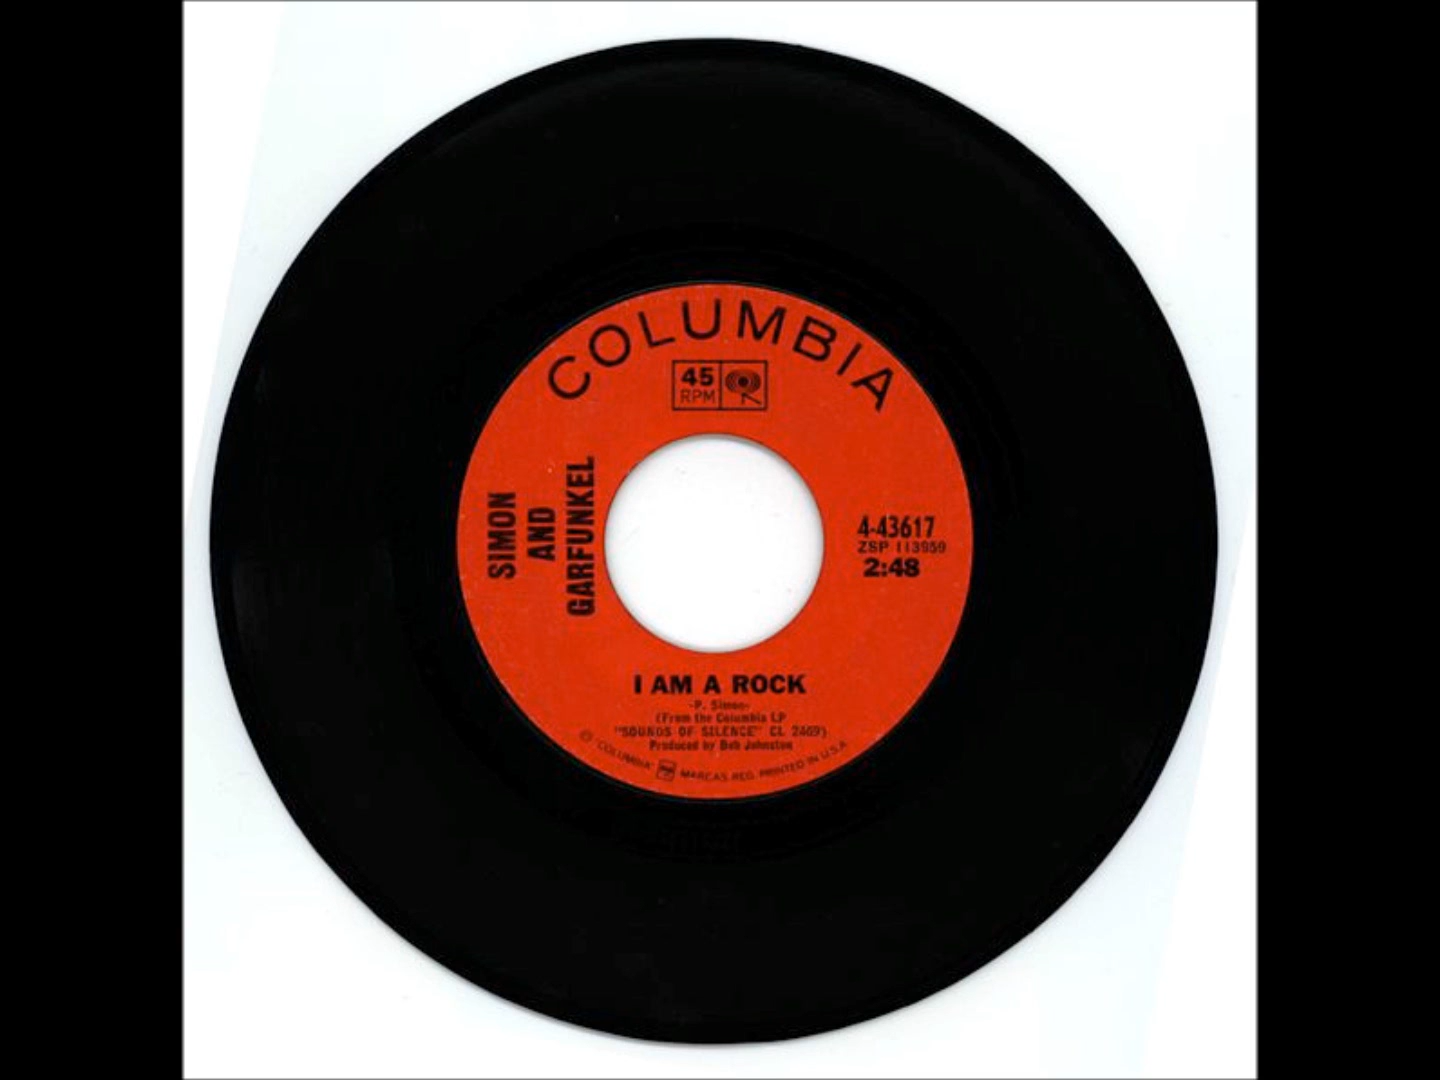 COLUMBIA
45
RPM
SIMON
AND
GARFUNKEL
4-43617
ZSP 113959
2:48
I AM A ROCK
-P. Simon-
(From the Columbia LP
"SOUNDS OF SILENCE" CL 2469)
Produced by Bob Johnston
© "COLUMBIA" MARCAS REG. PRINTED IN U.S.A.